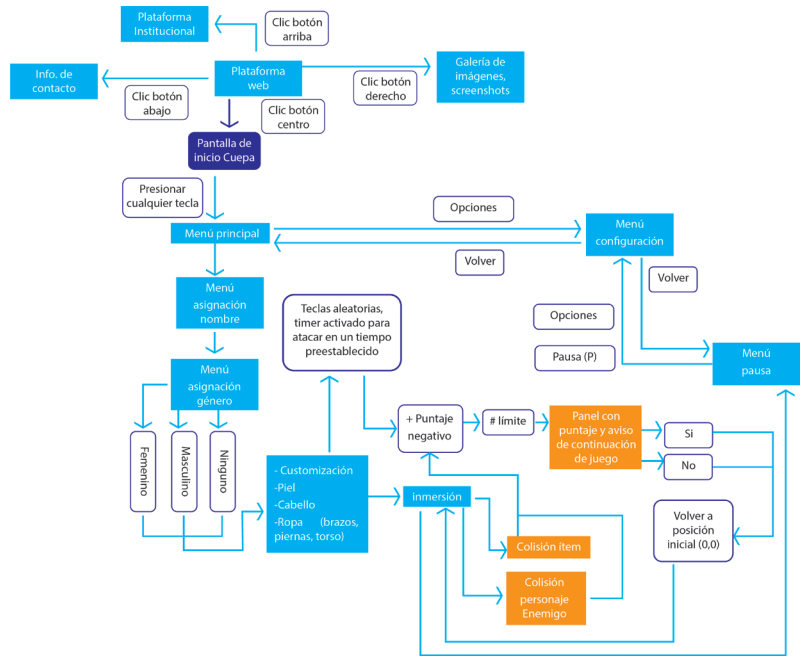 Plataforma
Institucional
Clic botón
arriba
Info. de
contacto
Clic botón
abajo
Plataforma
web
Clic botón
derecho
Galería de
imágenes,
screenshots
Clic botón
centro
Pantalla de
inicio Cuepa
Presionar
cualquier tecla
Menú principal
Opciones
Volver
Menú
configuración
Volver
Menú
asignación
nombre
Teclas aleatorias,
timer activado para
atacar en un tiempo
preestablecido
Opciones
Pausa (P)
Menú
pausa
Menú
asignación
género
Femenino
Masculino
Ninguno
+ Puntaje
negativo
# límite
Panel con
puntaje y aviso
de continuación
de juego
Si
No
- Customización
-Piel
-Cabello
-Ropa (brazos,
piernas, torso)
inmersión
Colisión item
Colisión
personaje
Enemigo
Volver a
posición
inicial (0,0)